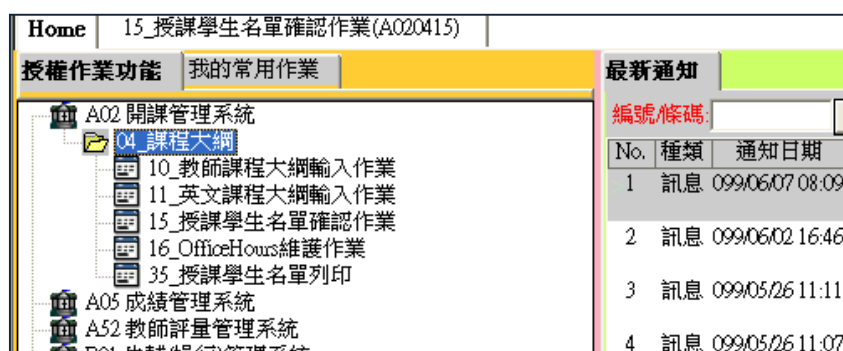 Home 15_授課學生名單確認作業(A020415)
授權作業功能 我的常用作業
A02 開課管理系統
04_課程大綱
10_教師課程大綱輸入作業
11_英文課程大綱輸入作業
15_授課學生名單確認作業
16_OfficeHours維護作業
35_授課學生名單列印
A05 成績管理系統
A52 教師評量管理系統
最新通知
編號/條碼:
No. 種類 通知日期
1 訊息 099/06/07 08:09
2 訊息 099/06/02 16:46
3 訊息 099/05/26 11:11
4 訊息 099/05/26 11:07